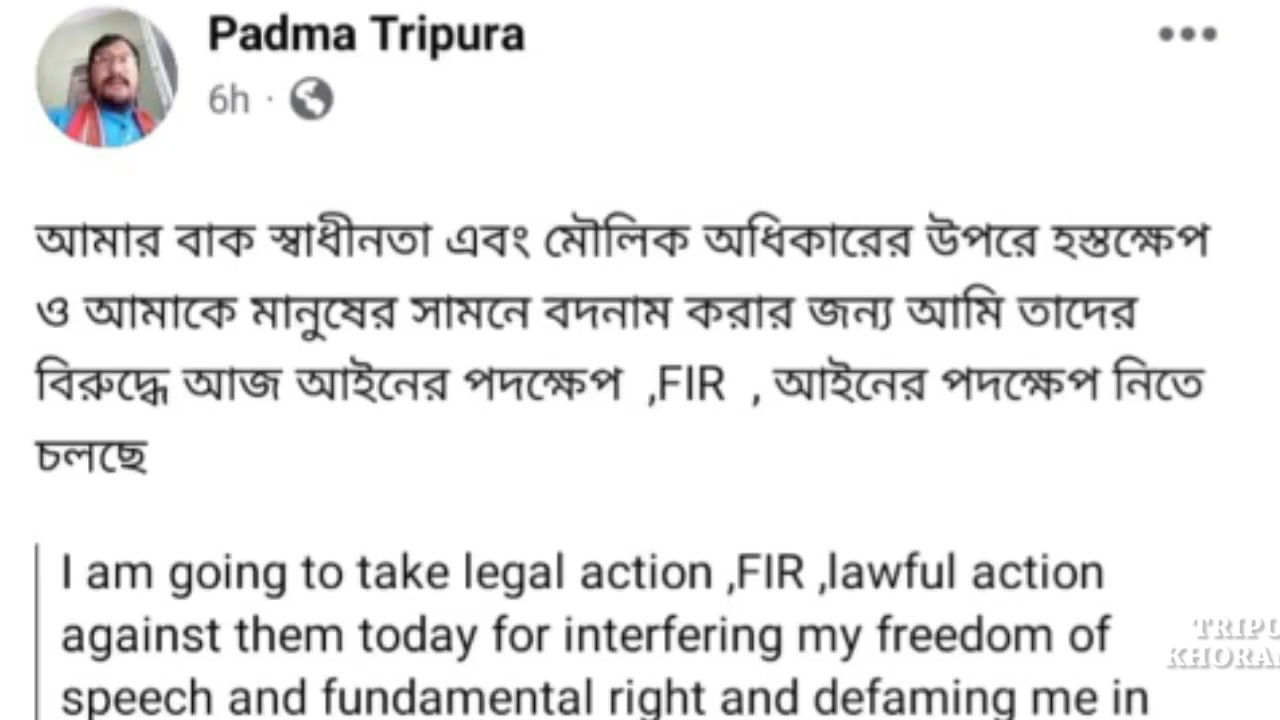 Padma Tripura
6h ·
আমার বাক স্বাধীনতা এবং মৌলিক অধিকারের উপরে হস্তক্ষেপ
ও আমাকে মানুষের সামনে বদনাম করার জন্য আমি তাদের
বিরুদ্ধে আজ আইনের পদক্ষেপ ,FIR , আইনের পদক্ষেপ নিতে
চলছে
I am going to take legal action ,FIR ,lawful action
against them today for interfering my freedom of
speech and fundamental right and defaming me in